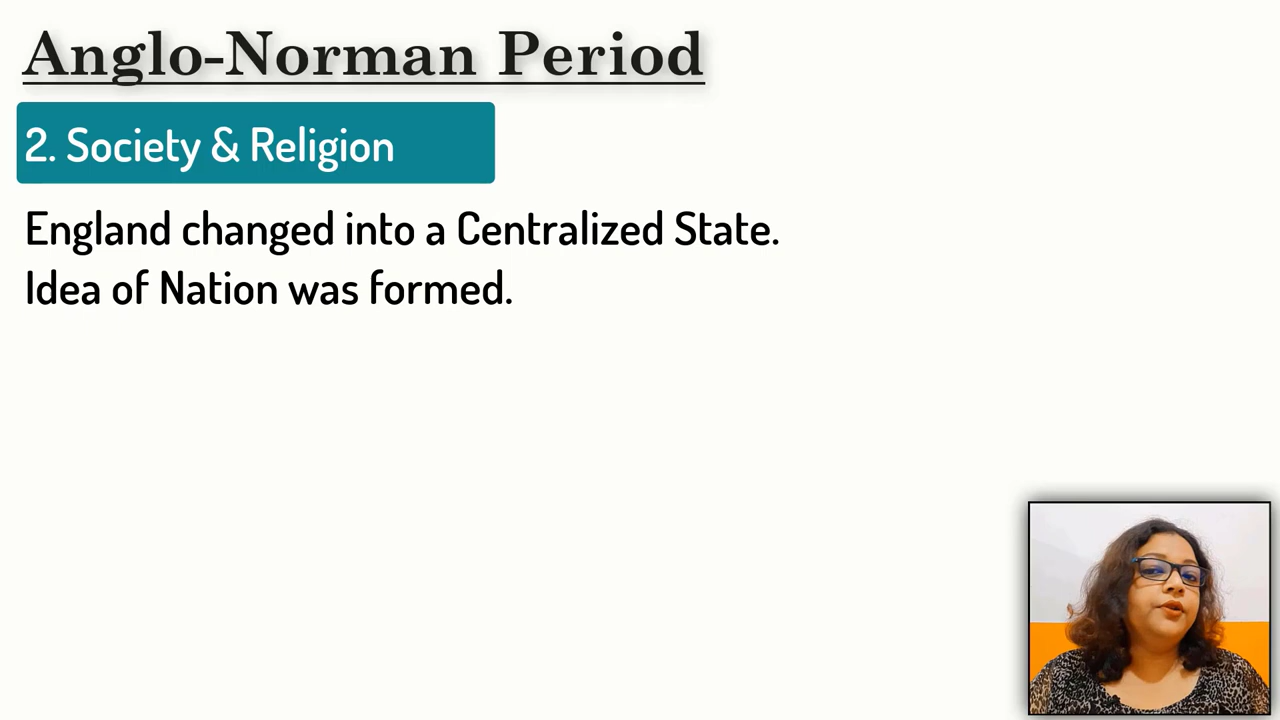 Anglo-Norman Period
2. Society & Religion
England changed into a Centralized State.
Idea of Nation was formed.